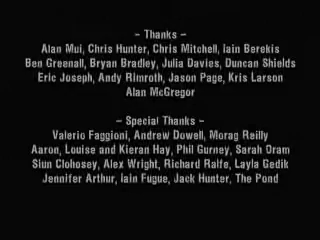 - Thanks -
Alan Mui, Chris Hunter, Chris Mitchell, Iain Berekis
Ben Greenall, Bryan Bradley, Julia Davies, Duncan Shields
Eric Joseph, Andy Rimroth, Jason Page, Kris Larson
Alan McGregor
- Special Thanks -
Valerio Faggioni, Andrew Dowell, Morag Reilly
Aaron, Louise and Kieran Hay, Phil Gurney, Sarah Oram
Siun Clohosey, Alex Wright, Richard Ralfe, Layla Gedik
Jennifer Arthur, Iain Fugue, Jack Hunter, The Pond